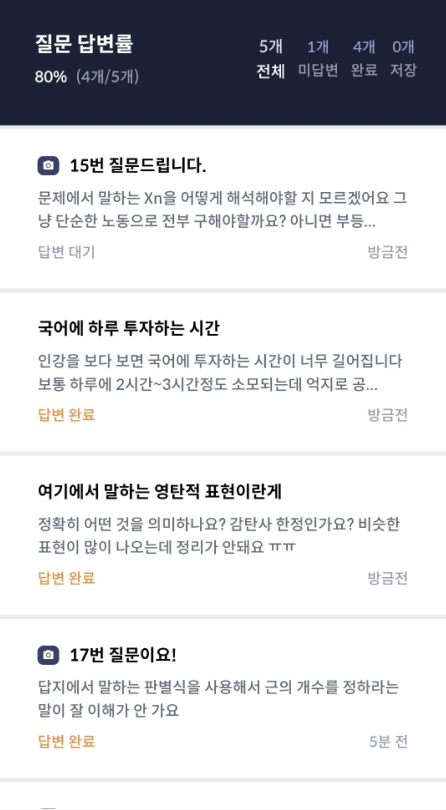 질문 답변률
80% (4개/5개)
5개 1개 4개 0개
전체 미답변 완료 저장
15번 질문드립니다.
문제에서 말하는 Xn을 어떻게 해석해야할 지 모르겠어요 그
냥 단순한 노동으로 전부 구해야할까요? 아니면 부등...
답변 대기 방금전
국어에 하루 투자하는 시간
인강을 보다 보면 국어에 투자하는 시간이 너무 길어집니다
보통 하루에 2시간~3시간정도 소모되는데 억지로 공...
답변 완료 방금전
여기에서 말하는 영탄적 표현이란게
정확히 어떤 것을 의미하나요? 감탄사 한정인가요? 비슷한
표현이 많이 나오는데 정리가 안돼요 ㅠㅠ
답변 완료 방금전
17번 질문이요!
답지에서 말하는 판별식을 사용해서 근의 개수를 정하라는
말이 잘 이해가 안 가요
답변 완료 5분 전